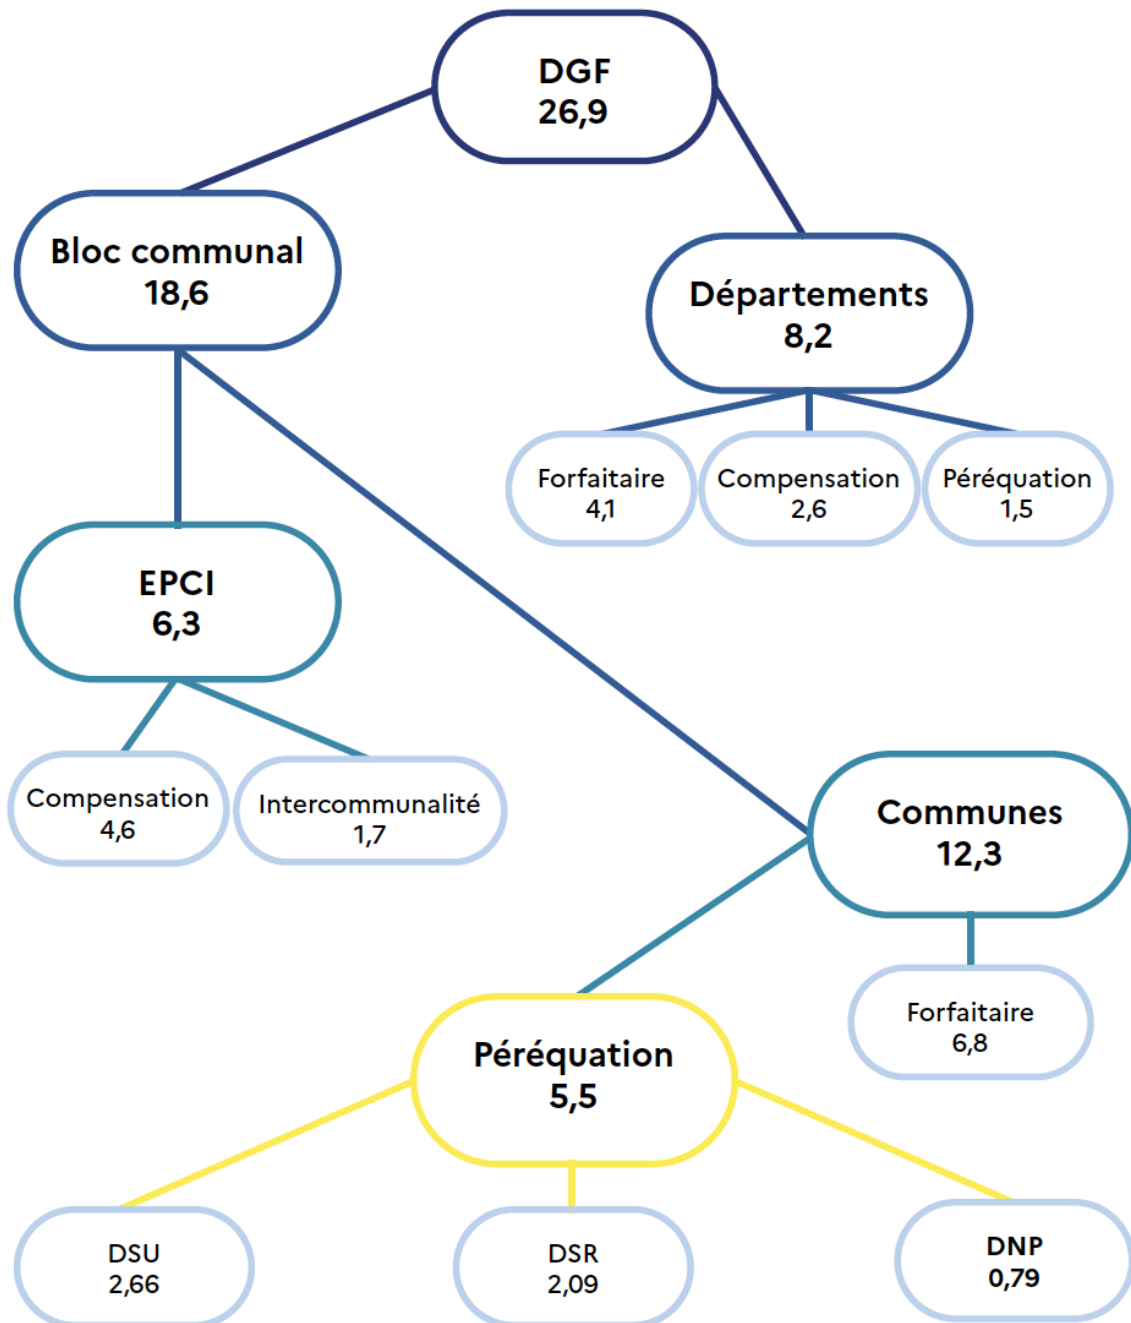 DGF
26,9
Bloc communal
18,6
Départements
8,2
Forfaitaire
4,1
Compensation
2,6
Péréquation
1,5
EPCI
6,3
Compensation
4,6
Intercommunalité
1,7
Communes
12,3
Forfaitaire
6,8
Péréquation
5,5
DSU
2,66
DSR
2,09
DNP
0,79